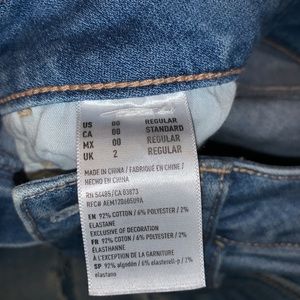 US 00 REGULAR
CA 00 STANDARD
MX 00 REGULAR
UK 2 REGULAR
MADE IN CHINA / FABRIQUÉ EN CHINE /
HECHO EN CHINA
RN 54485/CA 03873
RFC# AEM12060509A
EN 92% COTTON / 6% POLYESTER / 2%
ELASTANE
EXCLUSIVE OF DECORATION
FR 92% COTON / 6% POLYESTER / 2%
ÉLASTHANNE
À L'EXCEPTION DE LA GARNITURE
SP 92% algodón / 6% elasterell-p / 2%
elastano